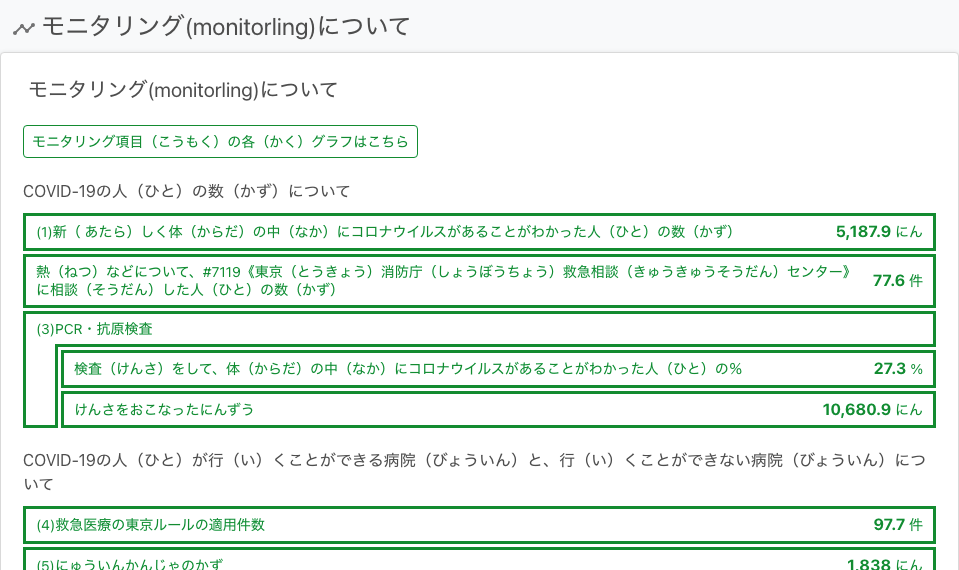 モニタリング(monitorling)について
モニタリング(monitorling)について
モニタリング項目（こうもく）の各（かく）グラフはこちら
COVID-19の人（ひと）の数（かず）について
(1)新（ あたら）しく体（からだ）の中（なか）にコロナウイルスがあることがわかった人（ひと）の数（かず） 5,187.9 にん
熱（ねつ）などについて、#7119《東京（とうきょう）消防庁（しょうぼうちょう）救急相談（きゅうきゅうそうだん）センター》
に相談（そうだん）した人（ひと）の数（かず） 77.6 件
(3)PCR・抗原検査
検査（けんさ）をして、体（からだ）の中（なか）にコロナウイルスがあることがわかった人（ひと）の% 27.3 %
けんさをおこなったにんずう 10,680.9 にん
COVID-19の人（ひと）が行（い）くことができる病院（びょういん）と、行（い）くことができない病院（びょういん）につ
いて
(4)救急医療の東京ルールの適用件数 97.7 件
(5)にゅういんかんじゃのかず 1,838 にん